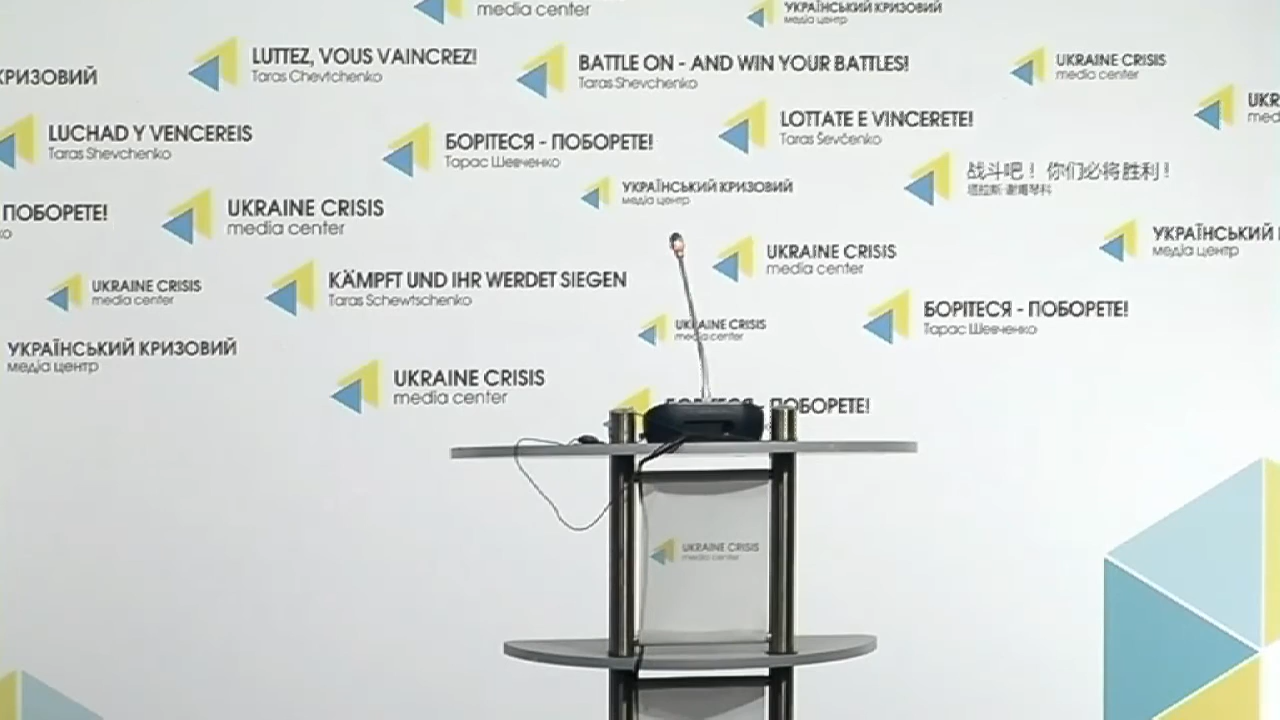 media center
УКРАЇНСЬКИЙ КРИЗОВИЙ
медіа центр
КРИЗОВИЙ
LUTTEZ, VOUS VAINCREZ!
Taras Chevtchenko
BATTLE ON - AND WIN YOUR BATTLES!
Taras Shevchenko
UKRAINE CRISIS
media center
LUCHAD Y VENCEREIS
Taras Shevchenko
БОРІТЕСЯ - ПОБОРЕТЕ!
Тарас Шевченко
LOTTATE E VINCERETE!
Taras Ševčenko
战斗吧！你们必将胜利！
УКРАЇНСЬКИЙ КРИЗОВИЙ
медіа центр
ПОБОРЕТЕ!
UKRAINE CRISIS
media center
УКРАЇНСЬКИЙ
медіа центр
UKRAINE CRISIS
media center
UKRAINE CRISIS
media center
KÄMPFT UND IHR WERDET SIEGEN
Taras Schewtschenko
БОРІТЕСЯ - ПОБОРЕТЕ!
Тарас Шевченко
UKRAINE CRISIS
media center
УКРАЇНСЬКИЙ КРИЗОВИЙ
медіа центр
UKRAINE CRISIS
media center
БОРІТЕСЯ - ПОБОРЕТЕ!
UKRAINE CRISIS
media center